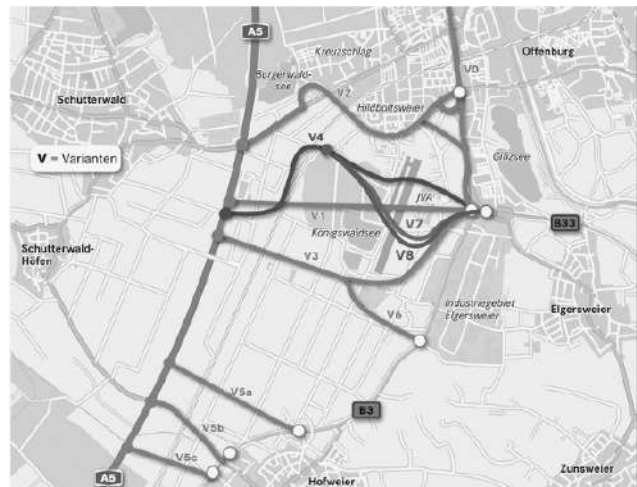 A5
Kreuzschlag
Offenburg
Bürgerwald-
see
V0
V2
Schutterwald
Hildboltsweier
V4
V = Varianten
Gifizsee
JVA
V1
V7
B33
Königswaldsee
V8
Schutterwald-
Höfen
V3
V6
Industriegebiet
Elgersweier
Elgersweier
V5a
B3
V5b
V5c
A5
Hofweier
Zunsweier